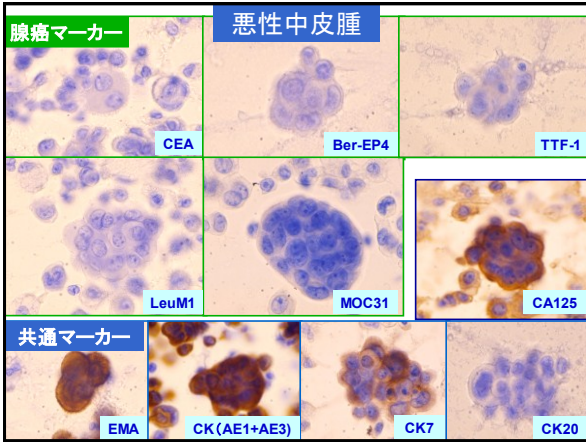 腺癌マーカー
悪性中皮腫
CEA
Ber-EP4
TTF-1
LeuM1
MOC31
CA125
共通マーカー
EMA
CK(AE1+AE3)
CK7
CK20